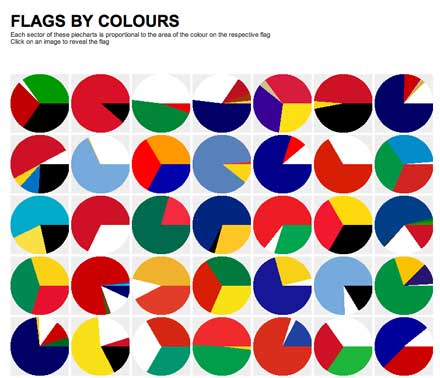 FLAGS BY COLOURS
Each sector of these piecharts is proportional to the area of the colour on the respective flag
Click on an image to reveal the flag